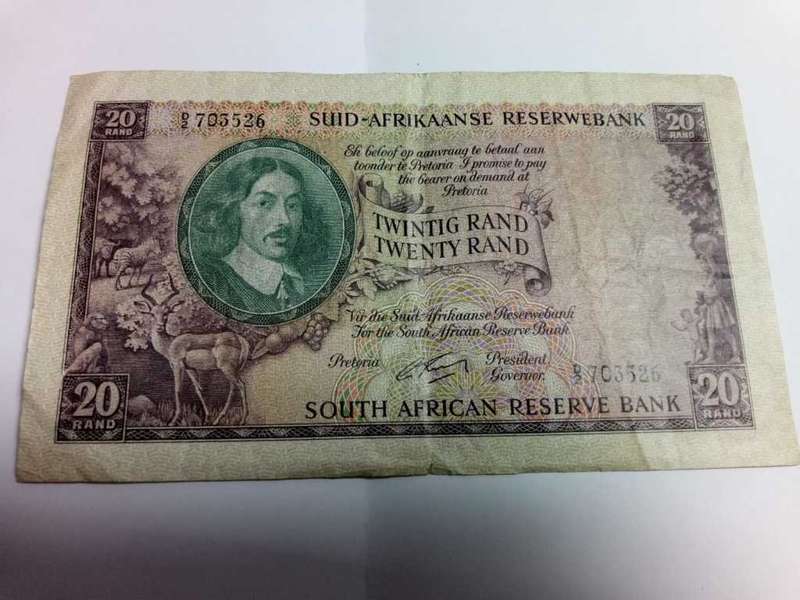 20 RAND
D/2 703526 SUID-AFRIKAANSE RESERWEBANK
20 RAND
Ek beloof op aanvraag te betaal aan
toonder te Pretoria I promise to pay
the bearer on demand at
Pretoria
TWINTIG RAND
TWENTY RAND
Vir die Suid-Afrikaanse Reserwebank
For the South African Reserve Bank
Pretoria
President.
Governor.
D/2 703526
20 RAND
SOUTH AFRICAN RESERVE BANK
20 RAND